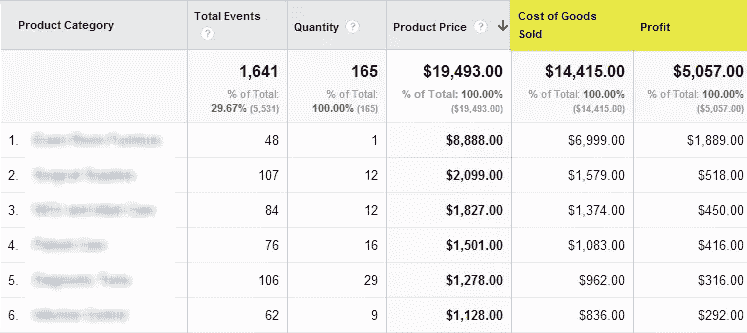 Product Category Total Events ? Quantity ? Product Price ? ↓ Cost of Goods Sold Profit
1,641 165 $19,493.00 $14,415.00 $5,057.00
% of Total: % of Total: % of Total: 100.00% % of Total: 100.00% % of Total: 100.00%
29.67% (5,531) 100.00% (165) ($19,493.00) ($14,415.00) ($5,057.00)
1. 48 1 $8,888.00 $6,999.00 $1,889.00
2. 107 12 $2,099.00 $1,579.00 $518.00
3. 84 12 $1,827.00 $1,374.00 $450.00
4. 76 16 $1,501.00 $1,083.00 $416.00
5. 106 29 $1,278.00 $962.00 $316.00
6. 62 9 $1,128.00 $836.00 $292.00